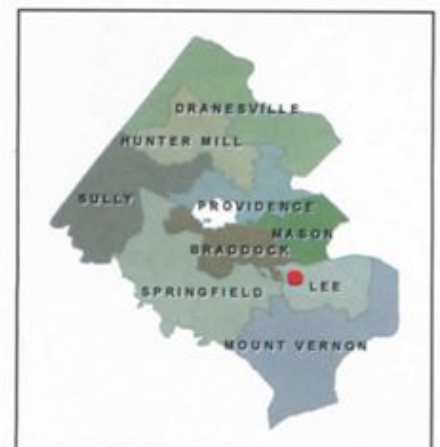 DRANESVILLE
HUNTER MILL
SULLY
PROVIDENCE
MASON
BRADDOCK
LEE
SPRINGFIELD
MOUNT VERNON